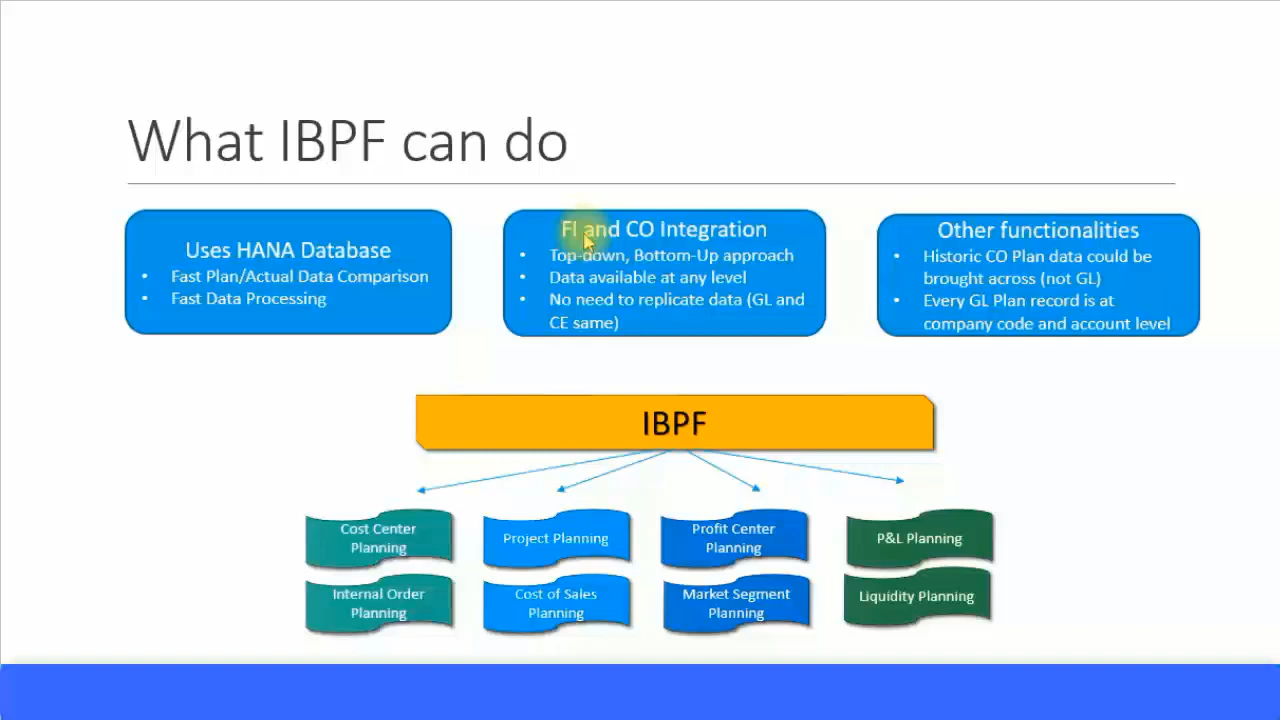 What IBPF can do
Uses HANA Database
• Fast Plan/Actual Data Comparison
• Fast Data Processing
FI and CO Integration
• Top-down, Bottom-Up approach
• Data available at any level
• No need to replicate data (GL and
CE same)
Other functionalities
• Historic CO Plan data could be
brought across (not GL)
• Every GL Plan record is at
company code and account level
IBPF
Cost Center
Planning
Project Planning
Profit Center
Planning
P&L Planning
Internal Order
Planning
Cost of Sales
Planning
Market Segment
Planning
Liquidity Planning